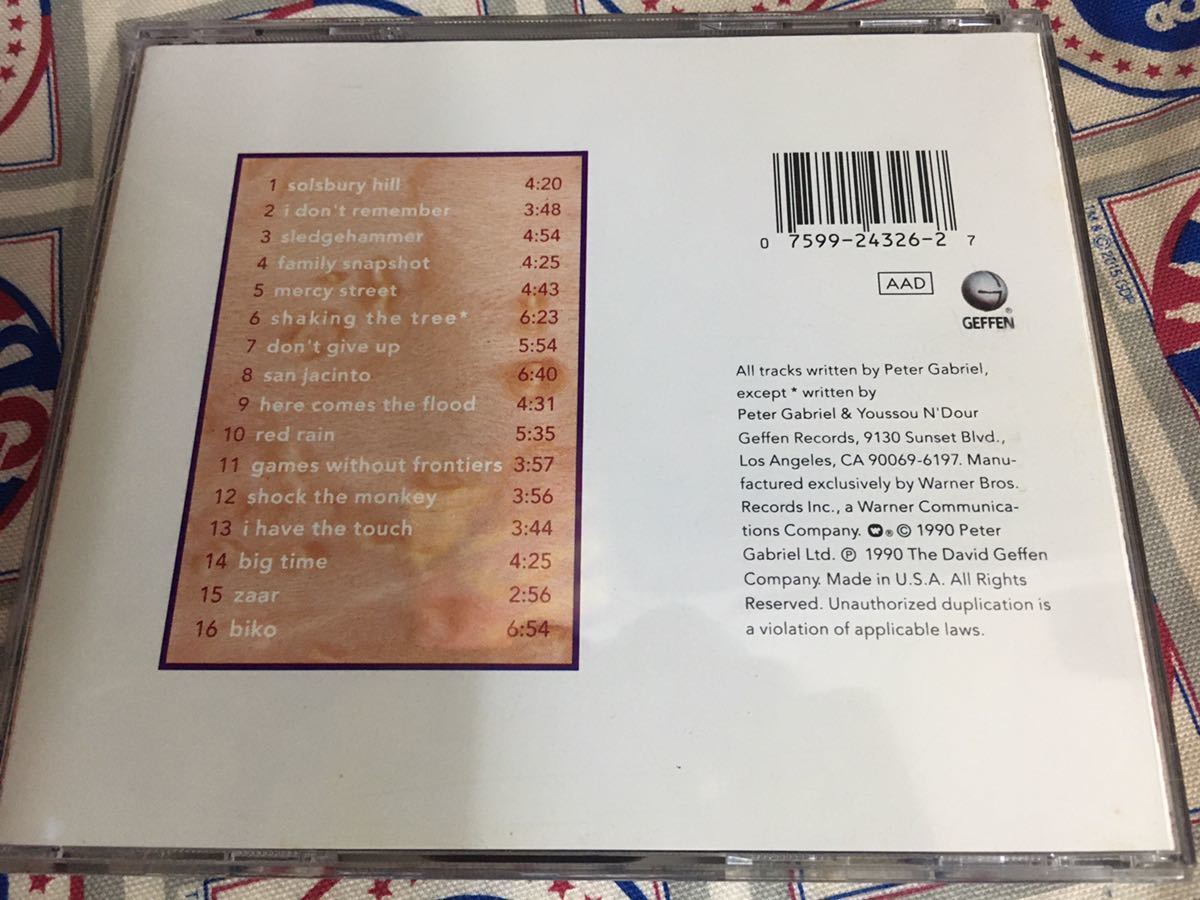 1 solsbury hill 4:20
2 i don't remember 3:48
3 sledgehammer 4:54
4 family snapshot 4:25
5 mercy street 4:43
6 shaking the tree* 6:23
7 don't give up 5:54
8 san jacinto 6:40
9 here comes the flood 4:31
10 red rain 5:35
11 games without frontiers 3:57
12 shock the monkey 3:56
13 i have the touch 3:44
14 big time 4:25
15 zaar 2:56
16 biko 6:54
0 7599-24326-2 7
AAD
GEFFEN
All tracks written by Peter Gabriel,
except * written by
Peter Gabriel & Youssou N'Dour
Geffen Records, 9130 Sunset Blvd.,
Los Angeles, CA 90069-6197. Manu-
factured exclusively by Warner Bros.
Records Inc., a Warner Communica-
tions Company. ® © 1990 Peter
Gabriel Ltd. ℗ 1990 The David Geffen
Company. Made in U.S.A. All Rights
Reserved. Unauthorized duplication is
a violation of applicable laws.